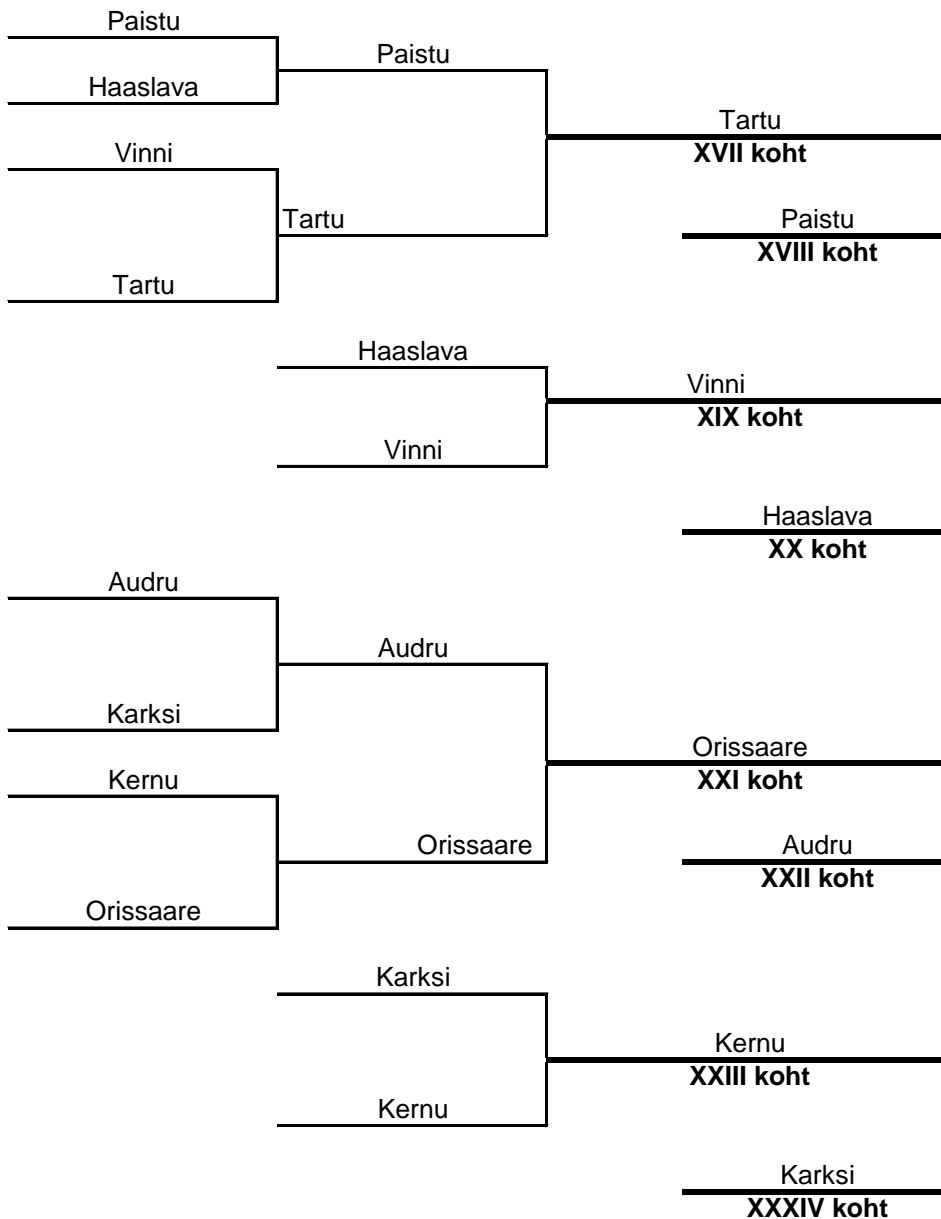 Paistu
Paistu
Haaslava
Tartu
XVII koht
Vinni
Tartu
Paistu
XVIII koht
Tartu
Haaslava
Vinni
XIX koht
Vinni
Haaslava
XX koht
Audru
Audru
Karksi
Orissaare
XXI koht
Kernu
Orissaare
Audru
XXII koht
Orissaare
Karksi
Kernu
XXIII koht
Kernu
Karksi
XXXIV koht